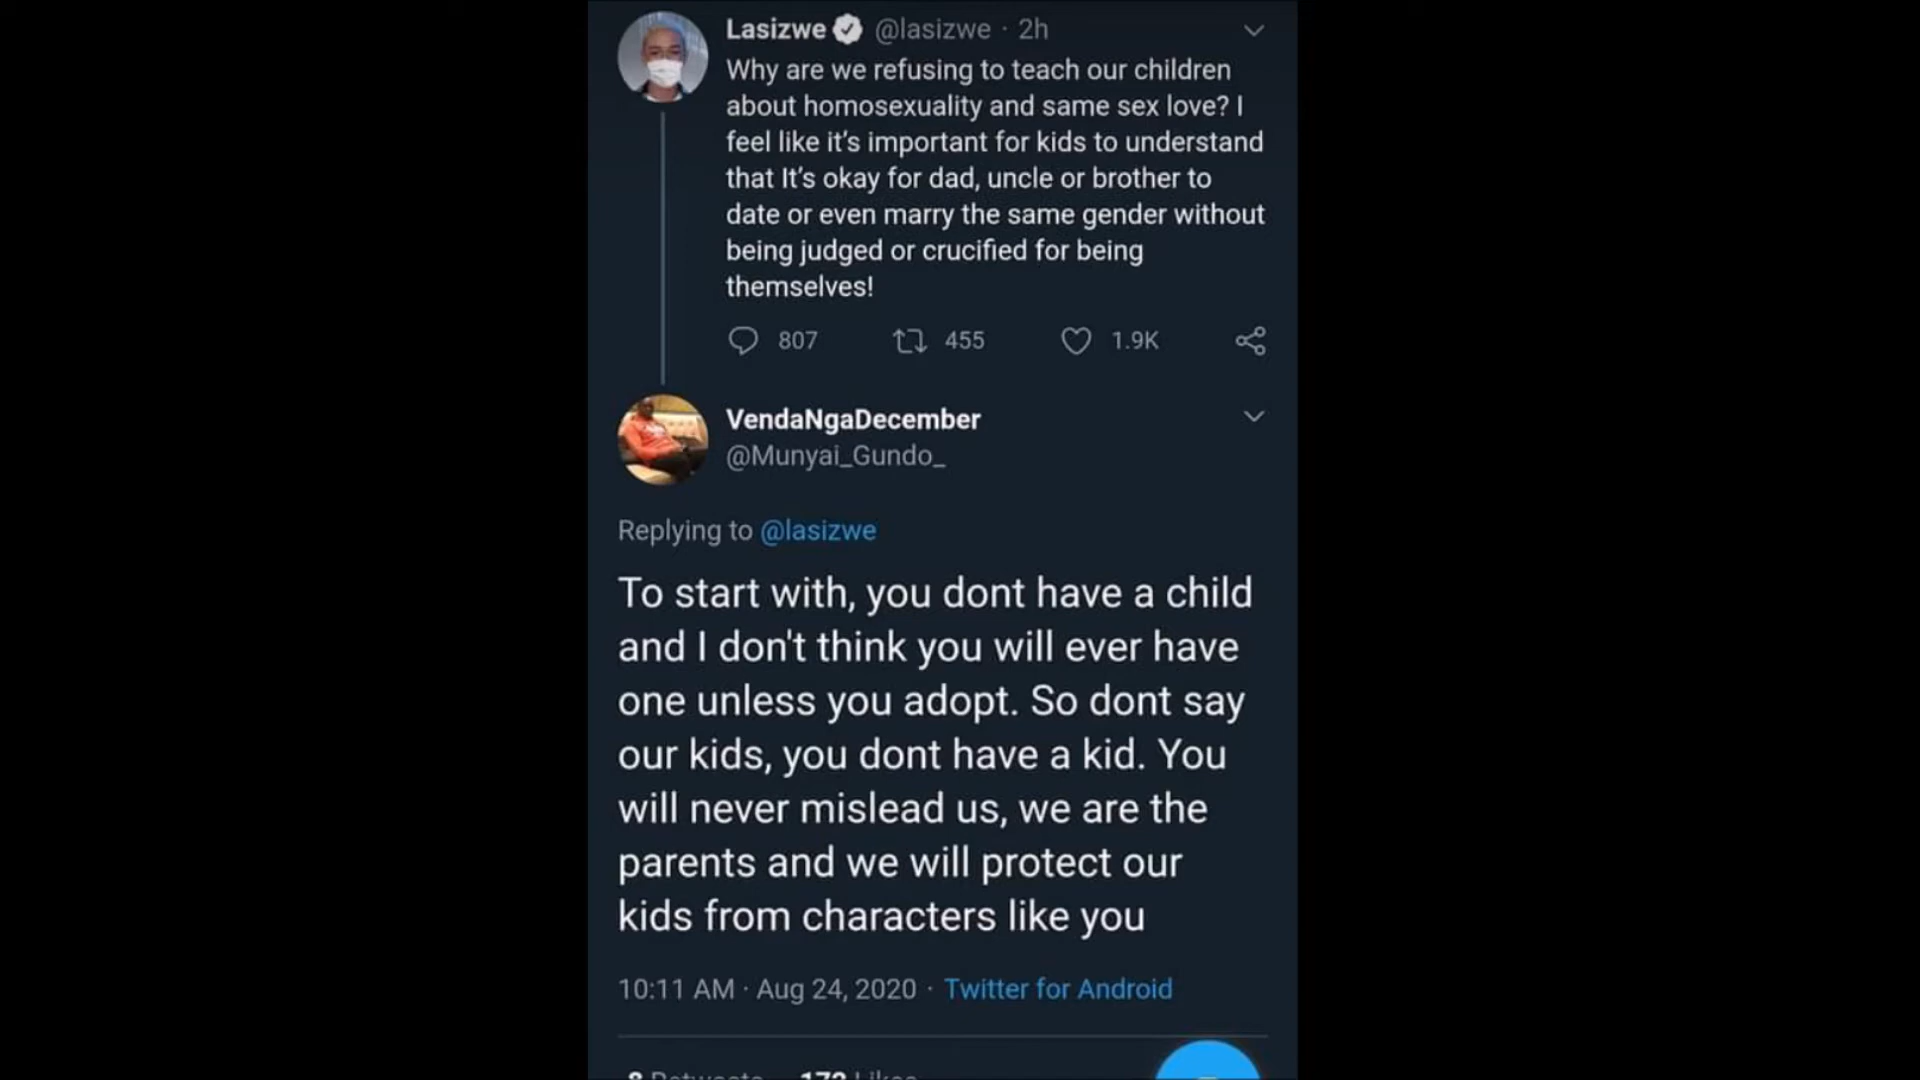 Lasizwe @lasizwe · 2h
Why are we refusing to teach our children
about homosexuality and same sex love? I
feel like it's important for kids to understand
that It's okay for dad, uncle or brother to
date or even marry the same gender without
being judged or crucified for being
themselves!
807 455 1.9K
VendaNgaDecember
@Munyai_Gundo_
Replying to @lasizwe
To start with, you dont have a child
and I don't think you will ever have
one unless you adopt. So dont say
our kids, you dont have a kid. You
will never mislead us, we are the
parents and we will protect our
kids from characters like you
10:11 AM · Aug 24, 2020 · Twitter for Android
8 Retweets 172 Likes